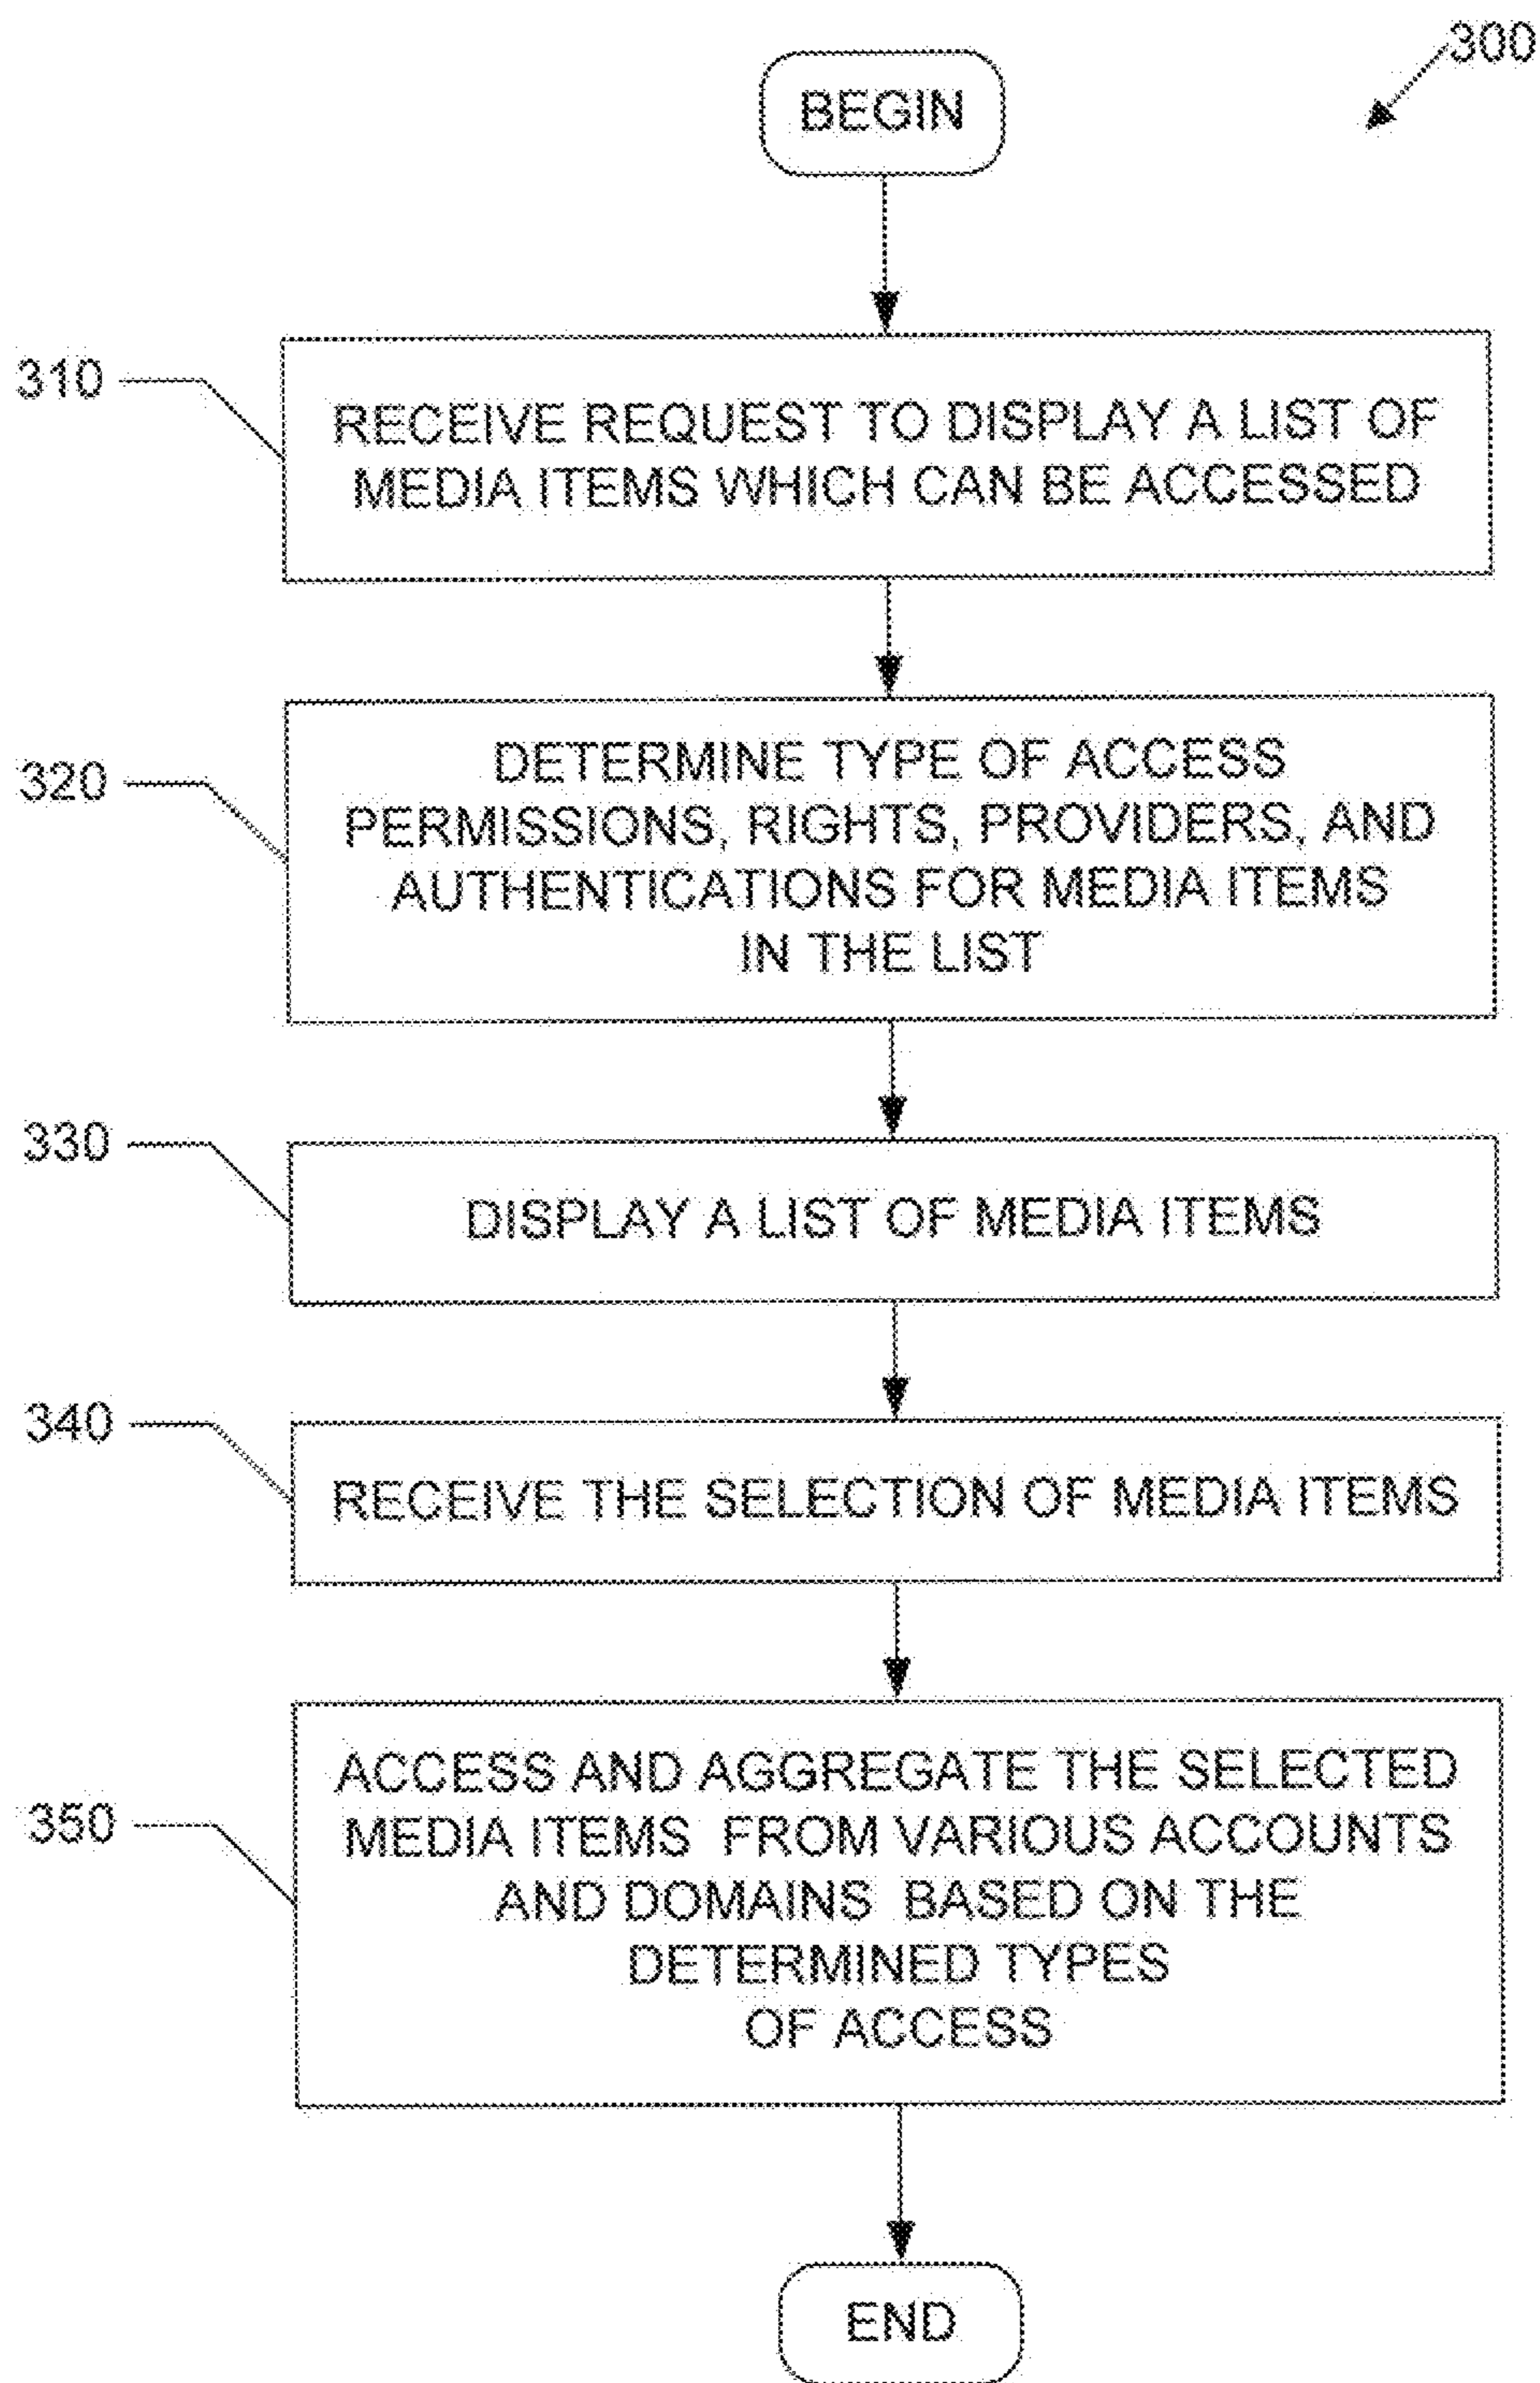 300
BEGIN
310
RECEIVE REQUEST TO DISPLAY A LIST OF
MEDIA ITEMS WHICH CAN BE ACCESSED
320
DETERMINE TYPE OF ACCESS
PERMISSIONS, RIGHTS, PROVIDERS, AND
AUTHENTICATIONS FOR MEDIA ITEMS
IN THE LIST
330
DISPLAY A LIST OF MEDIA ITEMS
340
RECEIVE THE SELECTION OF MEDIA ITEMS
350
ACCESS AND AGGREGATE THE SELECTED
MEDIA ITEMS FROM VARIOUS ACCOUNTS
AND DOMAINS BASED ON THE
DETERMINED TYPES
OF ACCESS
END